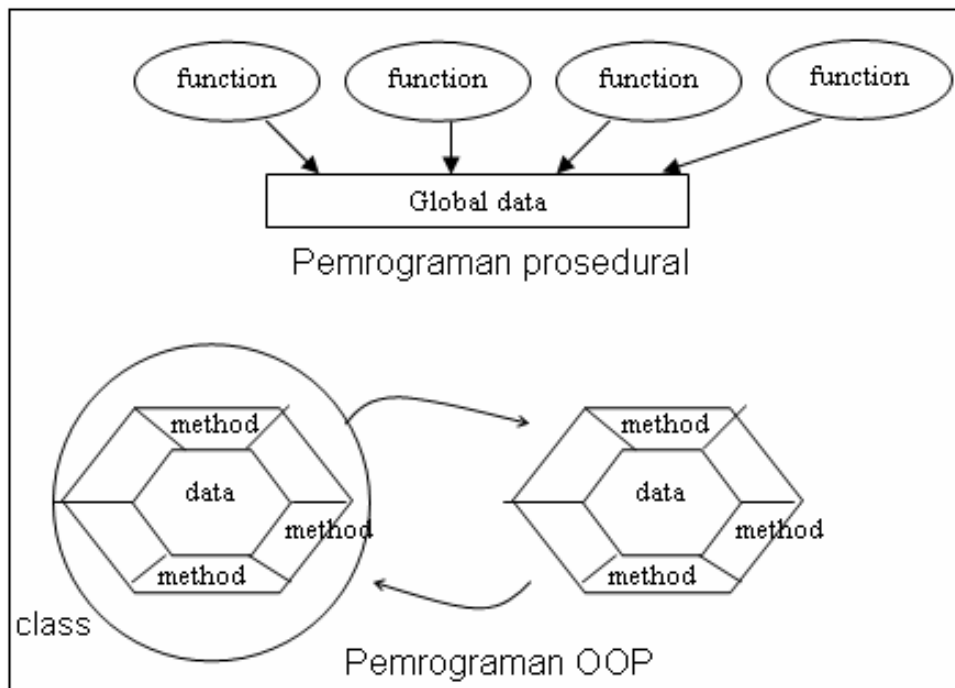 function function function function
Global data
Pemrograman prosedural
method
data
method
method
class
method
data
method
method
Pemrograman OOP